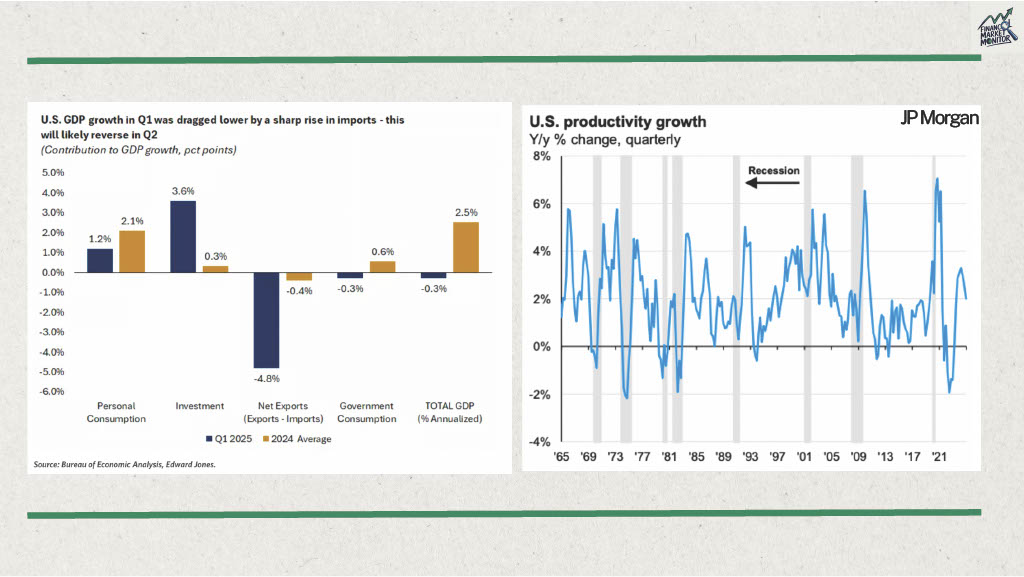 FINANCIAL
MARKET
MONITOR
U.S. GDP growth in Q1 was dragged lower by a sharp rise in imports - this
will likely reverse in Q2
(Contribution to GDP growth, pct points)
5.0%
4.0%
3.0%
2.0%
1.0%
0.0%
-1.0%
-2.0%
-3.0%
-4.0%
-5.0%
-6.0%
1.2%
2.1%
3.6%
0.3%
-4.8%
-0.4%
-0.3%
0.6%
-0.3%
2.5%
Personal
Consumption
Investment
Net Exports
(Exports - Imports)
Government
Consumption
TOTAL GDP
(% Annualized)
Q1 2025
2024 Average
Source: Bureau of Economic Analysis, Edward Jones.
JP Morgan
U.S. productivity growth
Y/y % change, quarterly
8%
6%
4%
2%
0%
-2%
-4%
Recession
'65 '69 '73 '77 '81 '85 '89 '93 '97 '01 '05 '09 '13 '17 '21